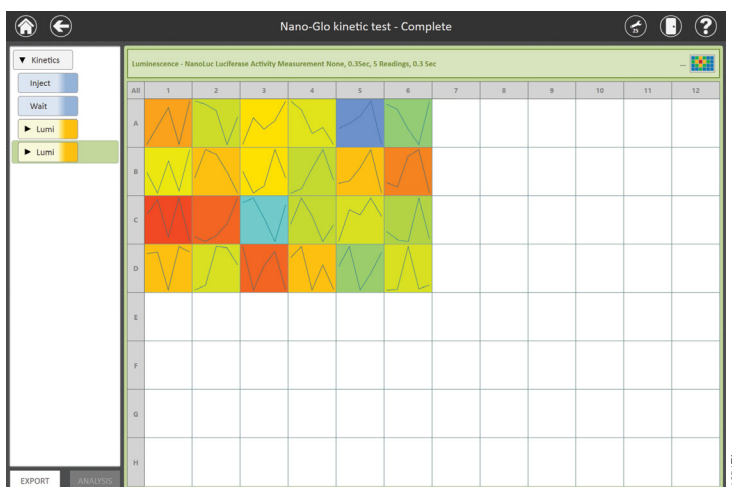 25
Nano-Glo kinetic test - Complete
?
Kinetics
Inject
Wait
Lumi
Lumi
Luminescence - NanoLuc Luciferase Activity Measurement None, 0.3Sec, 5 Readings, 0.3 Sec
...
All 1 2 3 4 5 6 7 8 9 10 11 12
A
B
C
D
E
F
G
H
EXPORT ANALYSIS